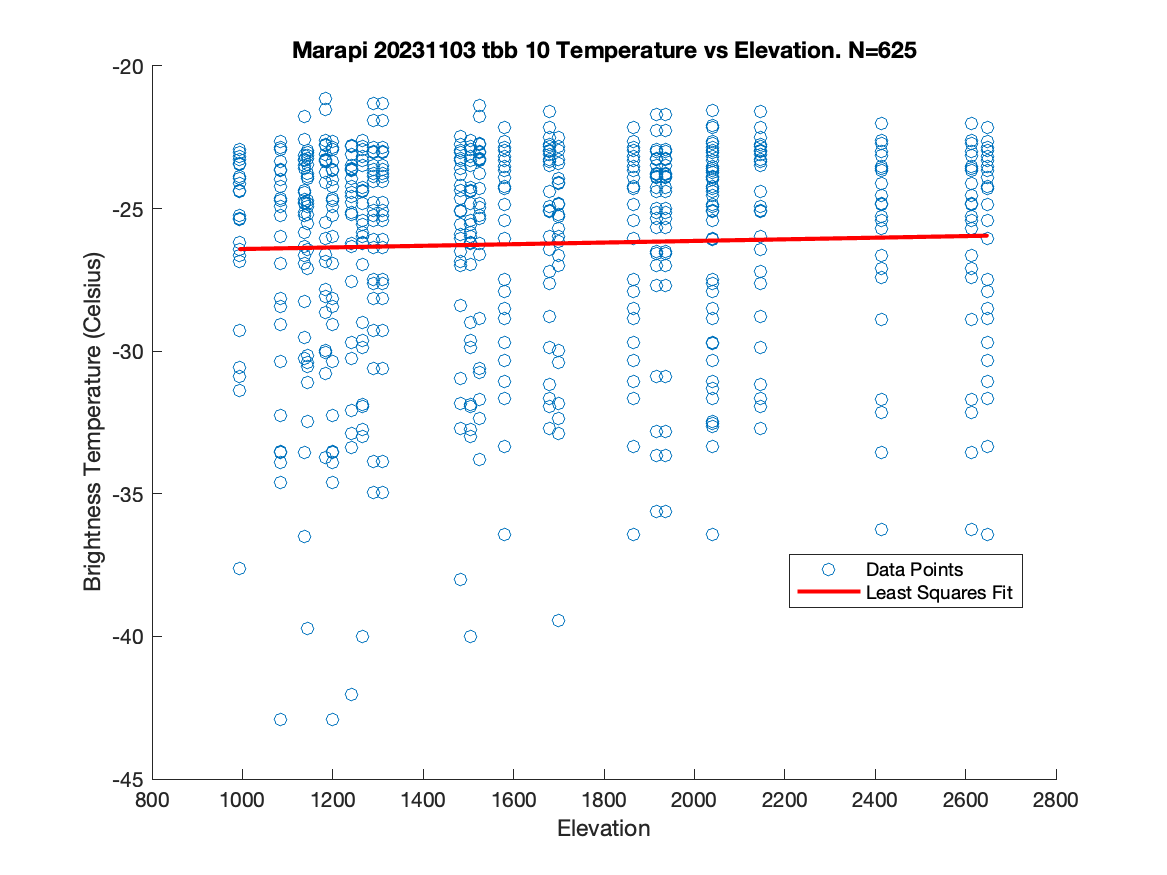 Marapi 20231103 tbb 10 Temperature vs Elevation. N=625
-20
-25
-30
-35
-40
-45
Brightness Temperature (Celsius)
Data Points
Least Squares Fit
800 1000 1200 1400 1600 1800 2000 2200 2400 2600 2800
Elevation